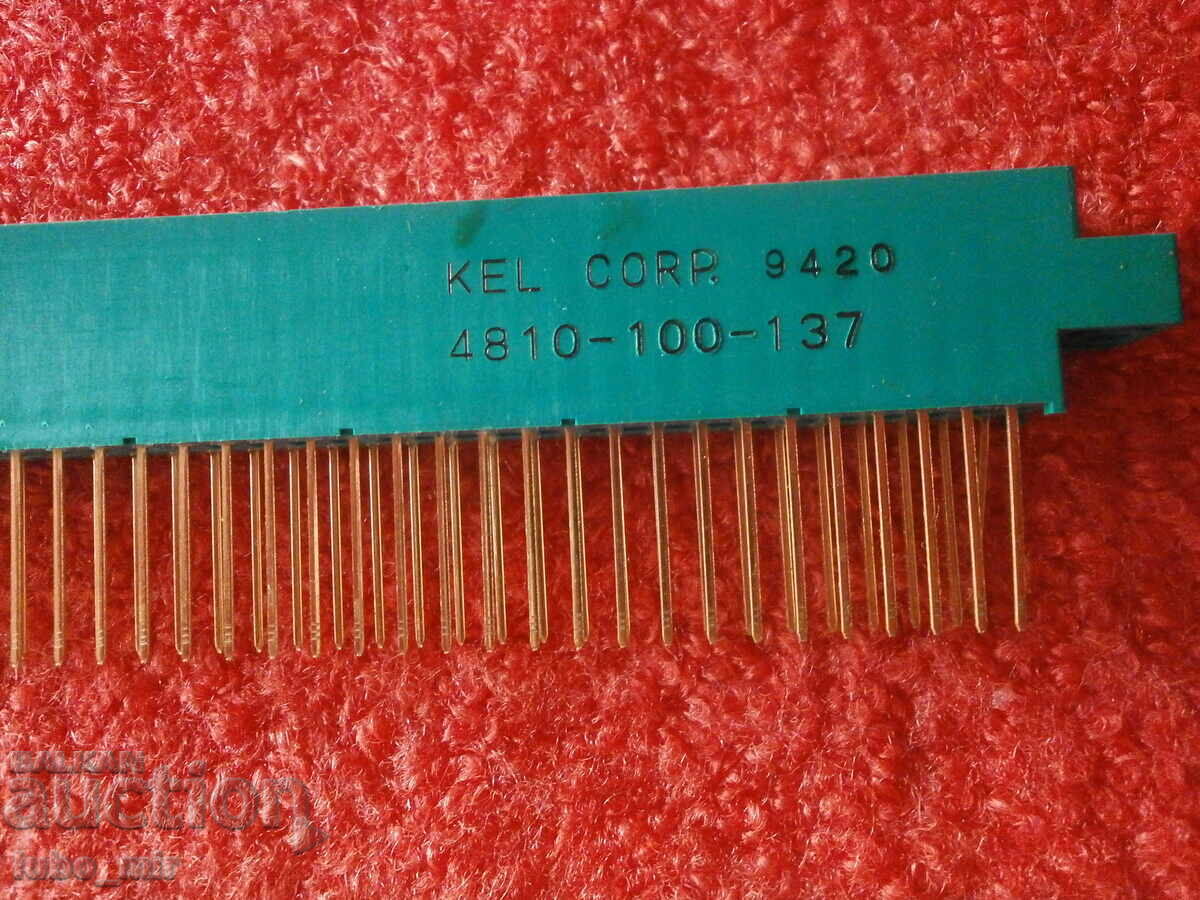 KEL CORP. 9420
4810-100-137
BALKAN
auction
lubo_mir